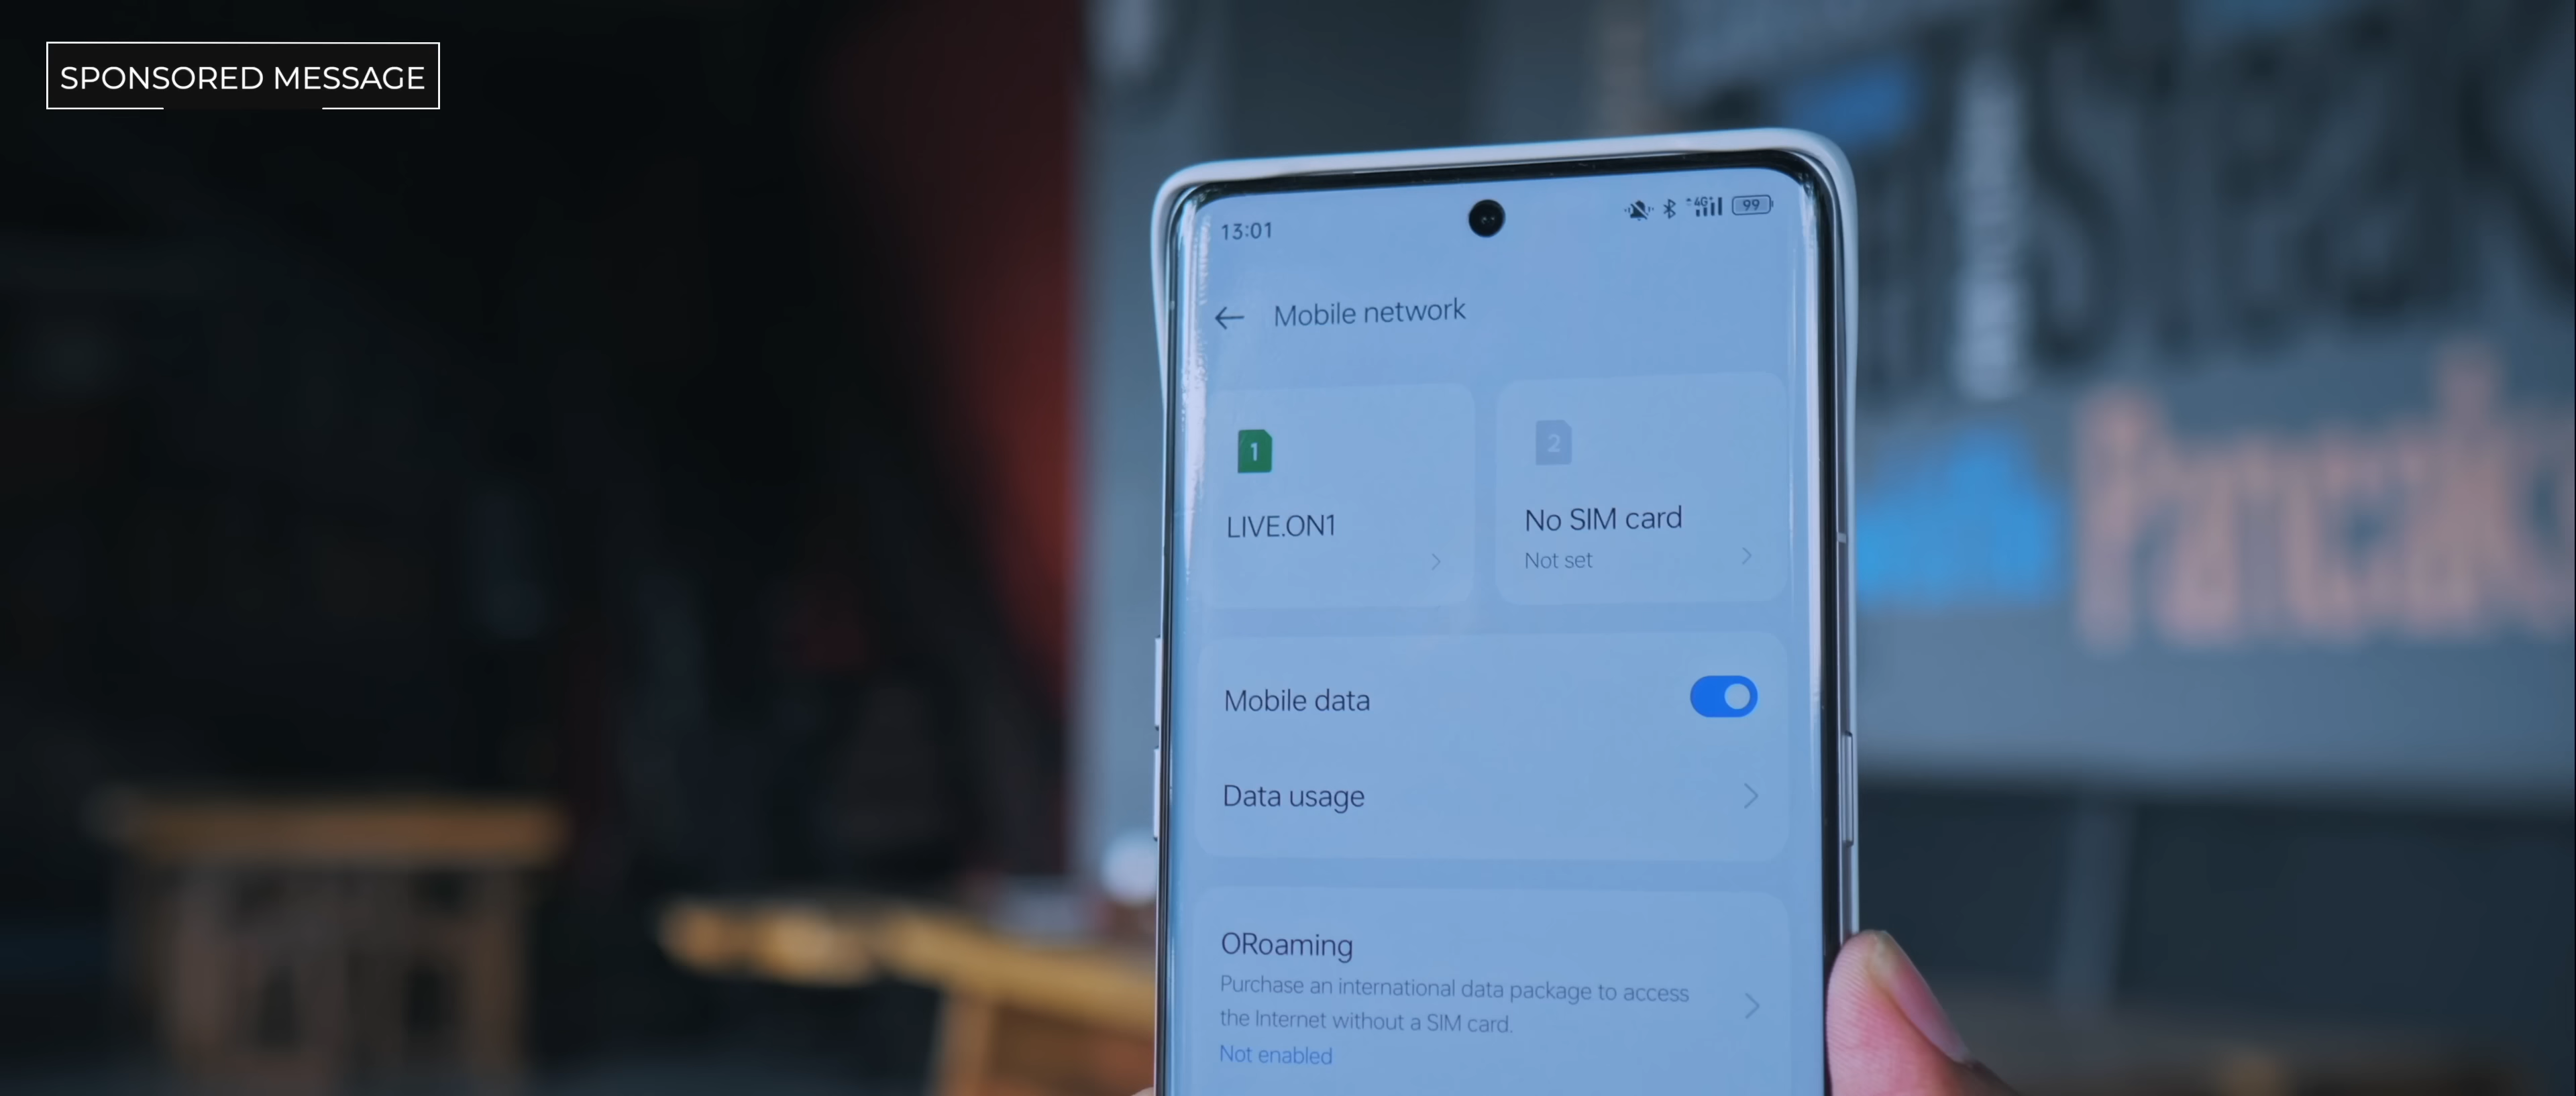 SPONSORED MESSAGE
13:01
4G+
99
Mobile network
1
2
LIVE.ON1
No SIM card
Not set
Mobile data
Data usage
ORoaming
Purchase an international data package to access
the Internet without a SIM card.
Not enabled